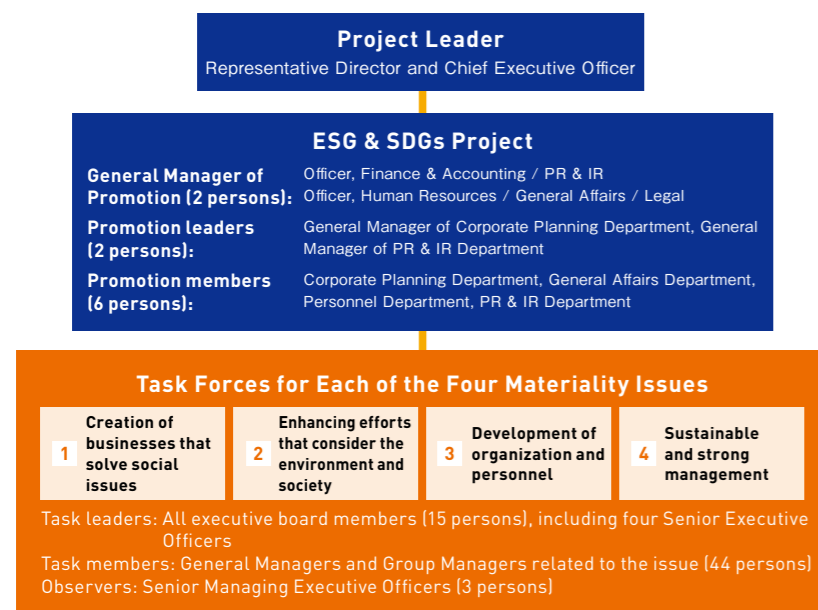 Project Leader
Representative Director and Chief Executive Officer
ESG & SDGs Project
General Manager of
Promotion (2 persons):
Officer, Finance & Accounting / PR & IR
Officer, Human Resources / General Affairs / Legal
Promotion leaders
(2 persons):
General Manager of Corporate Planning Department, General
Manager of PR & IR Department
Promotion members
(6 persons):
Corporate Planning Department, General Affairs Department,
Personnel Department, PR & IR Department
Task Forces for Each of the Four Materiality Issues
1
Creation of
businesses that
solve social
issues
2
Enhancing efforts
that consider the
environment and
society
3
Development of
organization and
personnel
4
Sustainable
and strong
management
Task leaders: All executive board members (15 persons), including four Senior Executive
Officers
Task members: General Managers and Group Managers related to the issue (44 persons)
Observers: Senior Managing Executive Officers (3 persons)